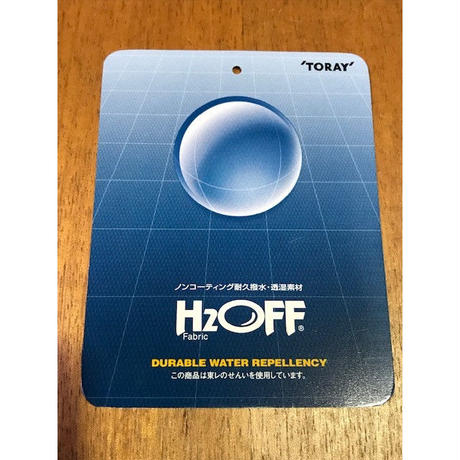 'TORAY'
ノンコーティング耐久撥水・透湿素材
H2OFF®
Fabric
DURABLE WATER REPELLENCY
この商品は東レのせんいを使用しています。